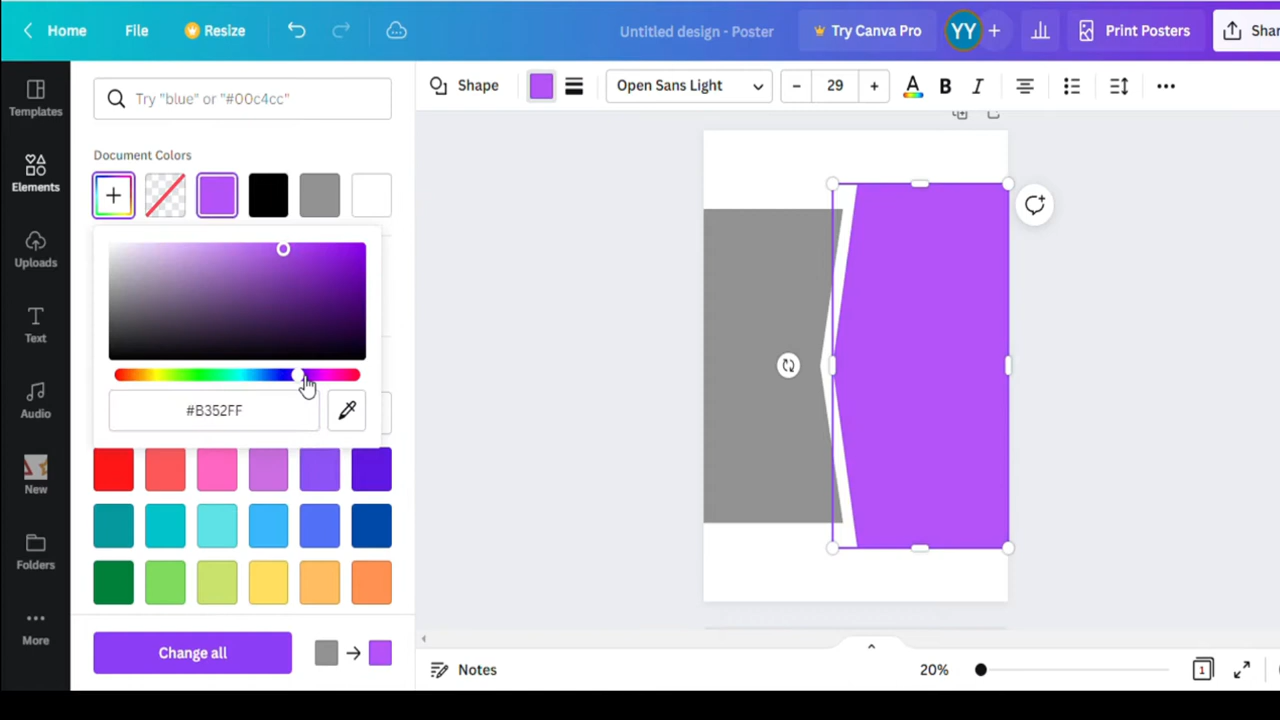 Home File Resize Untitled design - Poster YY Try Canva Pro + Print Posters
Templates
Elements
Uploads
Text
Audio
New
Folders
More
Try "blue" or "#00c4cc"
Document Colors
#B352FF
Change all
Shape Open Sans Light - 29 + A B I
Notes
20%
1